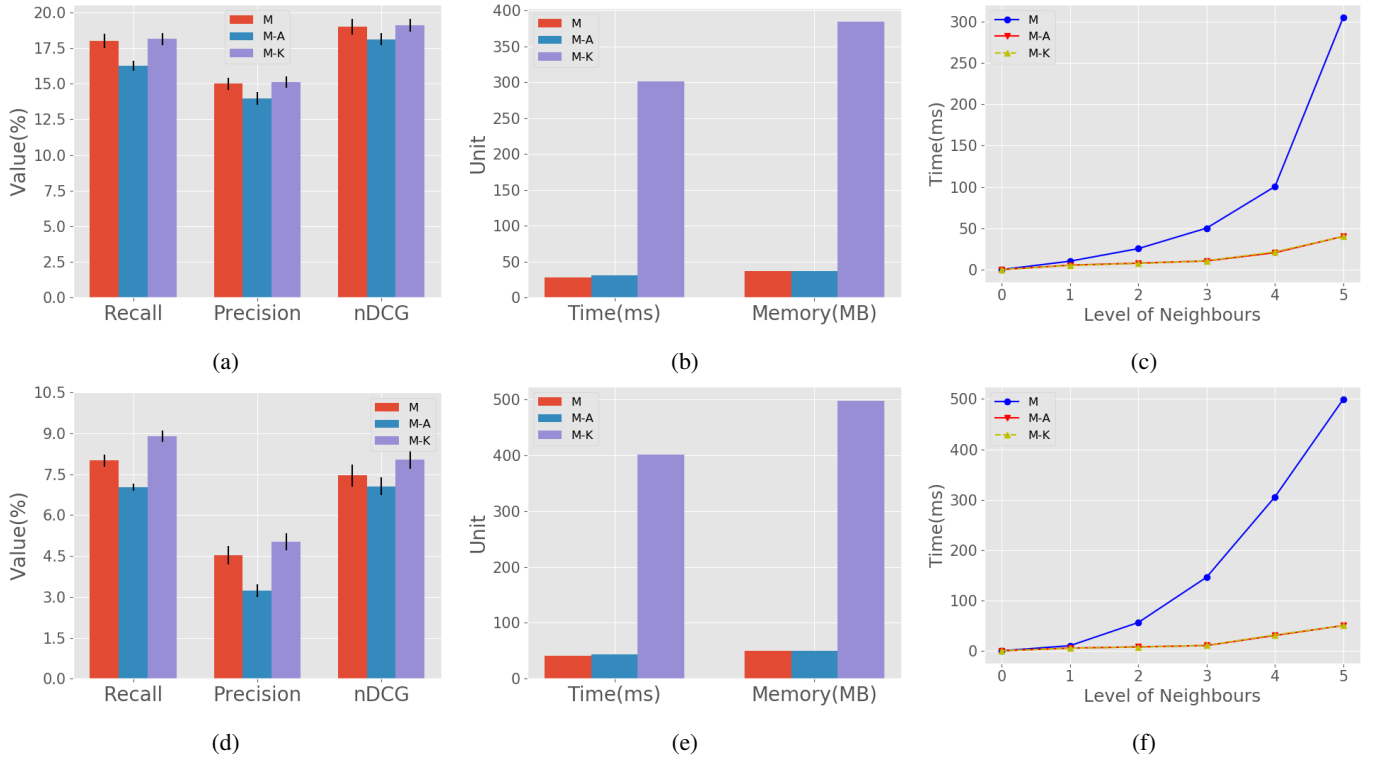 20.0
17.5
15.0
12.5
10.0
7.5
5.0
2.5
0.0
Value(%)
M
M-A
M-K
Recall Precision nDCG
(a)
400
350
300
250
200
150
100
50
0
Unit
M
M-A
M-K
Time(ms) Memory(MB)
(b)
300
250
200
150
100
50
0
Time(ms)
M
M-A
M-K
0 1 2 3 4 5
Level of Neighbours
(c)
10.5
9.0
7.5
6.0
4.5
3.0
1.5
0.0
Value(%)
M
M-A
M-K
Recall Precision nDCG
(d)
500
400
300
200
100
0
Unit
M
M-A
M-K
Time(ms) Memory(MB)
(e)
500
400
300
200
100
0
Time(ms)
M
M-A
M-K
0 1 2 3 4 5
Level of Neighbours
(f)